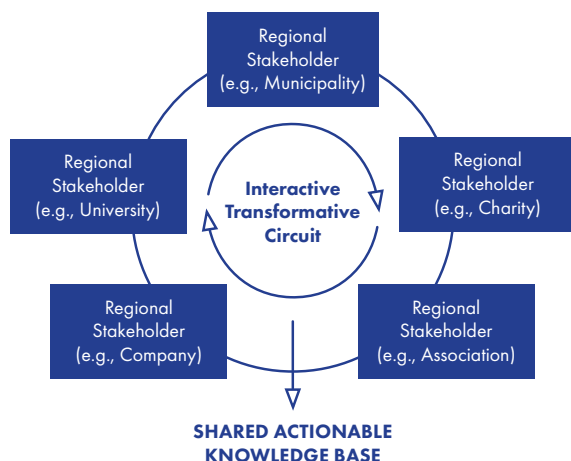 Regional
Stakeholder
(e.g., Municipality)
Regional
Stakeholder
(e.g., University)
Interactive
Transformative
Circuit
Regional
Stakeholder
(e.g., Charity)
Regional
Stakeholder
(e.g., Company)
Regional
Stakeholder
(e.g., Association)
SHARED ACTIONABLE
KNOWLEDGE BASE